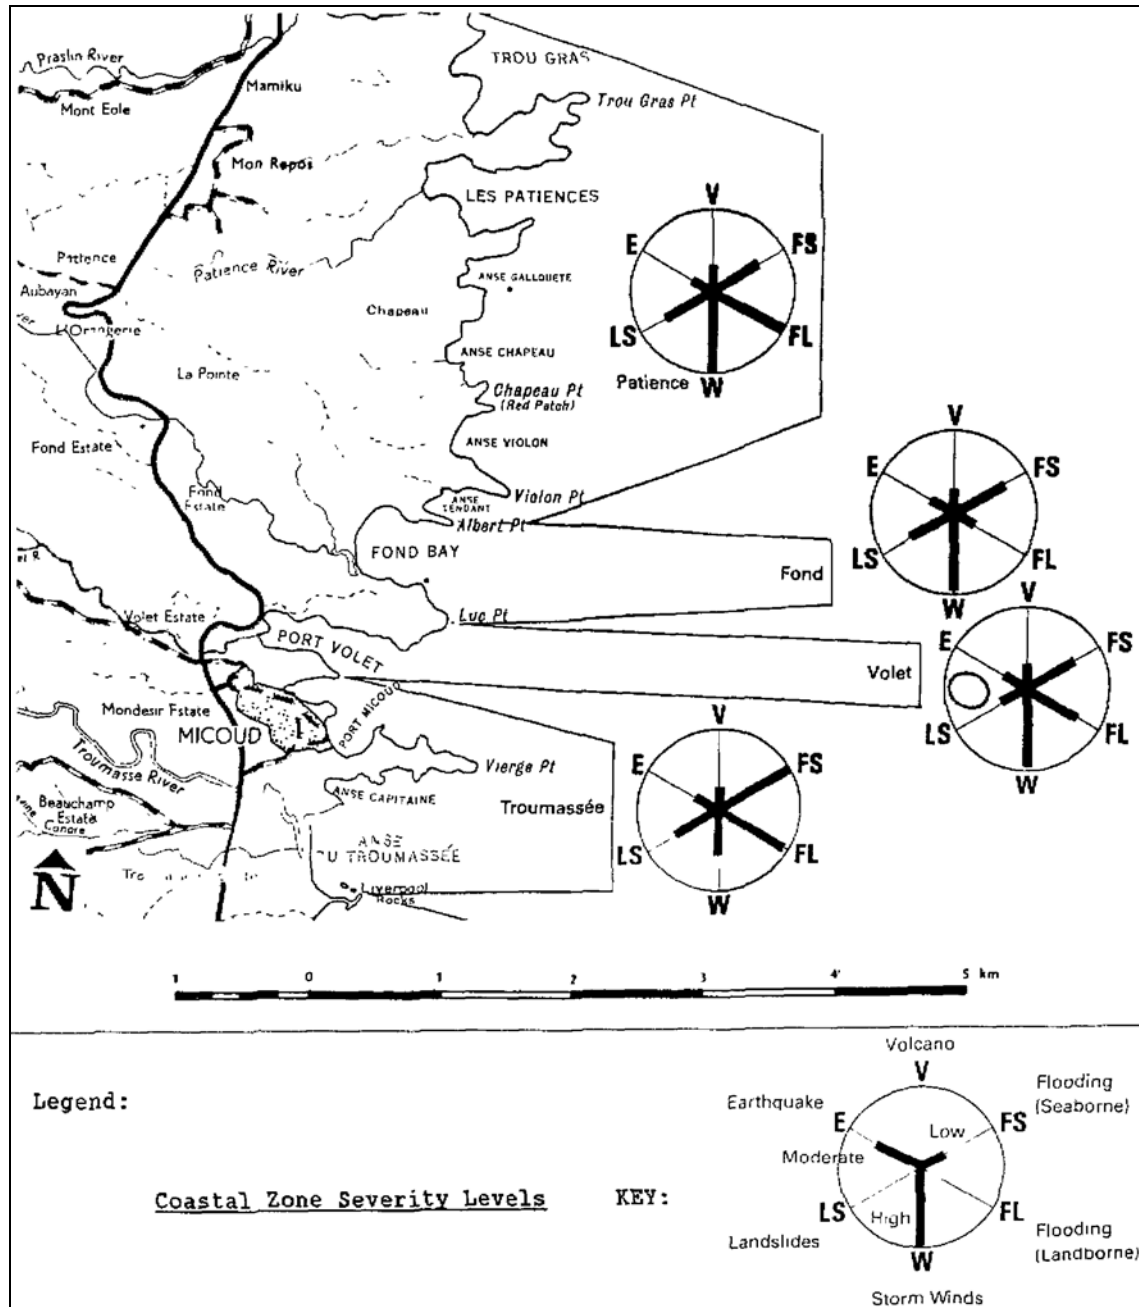 TROU GRAS
Praslin River
Mamiku
Trou Gras Pt
Mont Eole
Mon Repos
LES PATIENCES
V
E
FS
LS
FL
W
Patience
Patience
Patience River
Aubayan
ANSE GALLOUETE
Chapeau
L'Orangerie
ANSE CHAPEAU
La Pointe
Chapeau Pt
(Red Patch)
Fond Estate
ANSE VIOLON
V
E
FS
LS
FL
W
Fond
Estate
Violon Pt
ANSE
TENDANT
Albert Pt
FOND BAY
Fond
Volet Estate
Luc Pt
PORT VOLET
Volet
V
E
FS
LS
FL
W
Mondesir Estate
MICOUD
PORT MICOUD
Troumasse River
Vierge Pt
ANSE CAPITAINE
Troumassée
V
E
FS
LS
FL
W
Beauchamp
Estate
ANSE
DU TROUMASSÉE
Liverpool
Rocks
N
1 0 1 2 3 4 5 km
Legend:
Coastal Zone Severity Levels
KEY:
Volcano
V
Earthquake
E
Flooding
(Seaborne)
FS
Low
Moderate
High
LS
Landslides
FL
Flooding
(Landborne)
W
Storm Winds